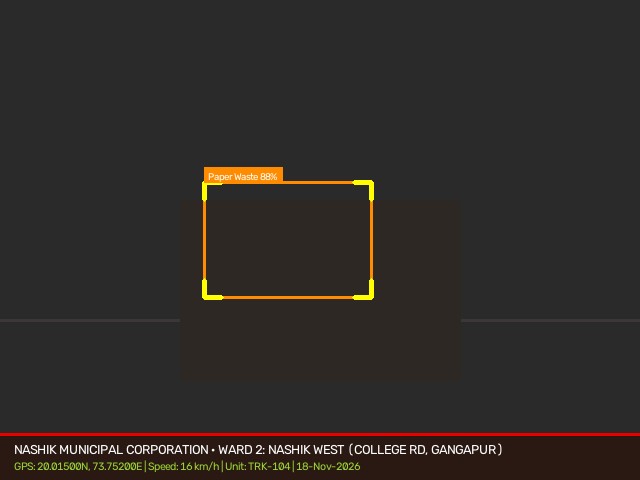 Paper Waste 88%
NASHIK MUNICIPAL CORPORATION • WARD 2: NASHIK WEST (COLLEGE RD, GANGAPUR)
GPS: 20.01500N, 73.75200E | Speed: 16 km/h | Unit: TRK-104 | 18-Nov-2026